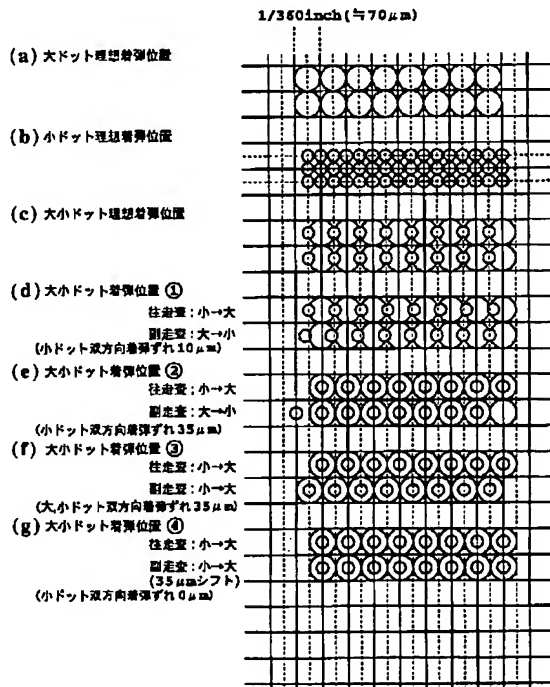 1/360inch(≒70μm)
(a) 大ドット理想着弾位置
(b) 小ドット理想着弾位置
(c) 大小ドット理想着弾位置
(d) 大小ドット着弾位置 ①
往走査:小→大
副走査:大→小
(小ドット双方向着弾ずれ10μm)
(e) 大小ドット着弾位置 ②
往走査:小→大
副走査:大→小
(小ドット双方向着弾ずれ35μm)
(f) 大小ドット着弾位置 ③
往走査:小→大
副走査:小→大
(大,小ドット双方向着弾ずれ35μm)
(g) 大小ドット着弾位置 ④
往走査:小→大
副走査:小→大
(35μmシフト)
(小ドット双方向着弾ずれ0μm)